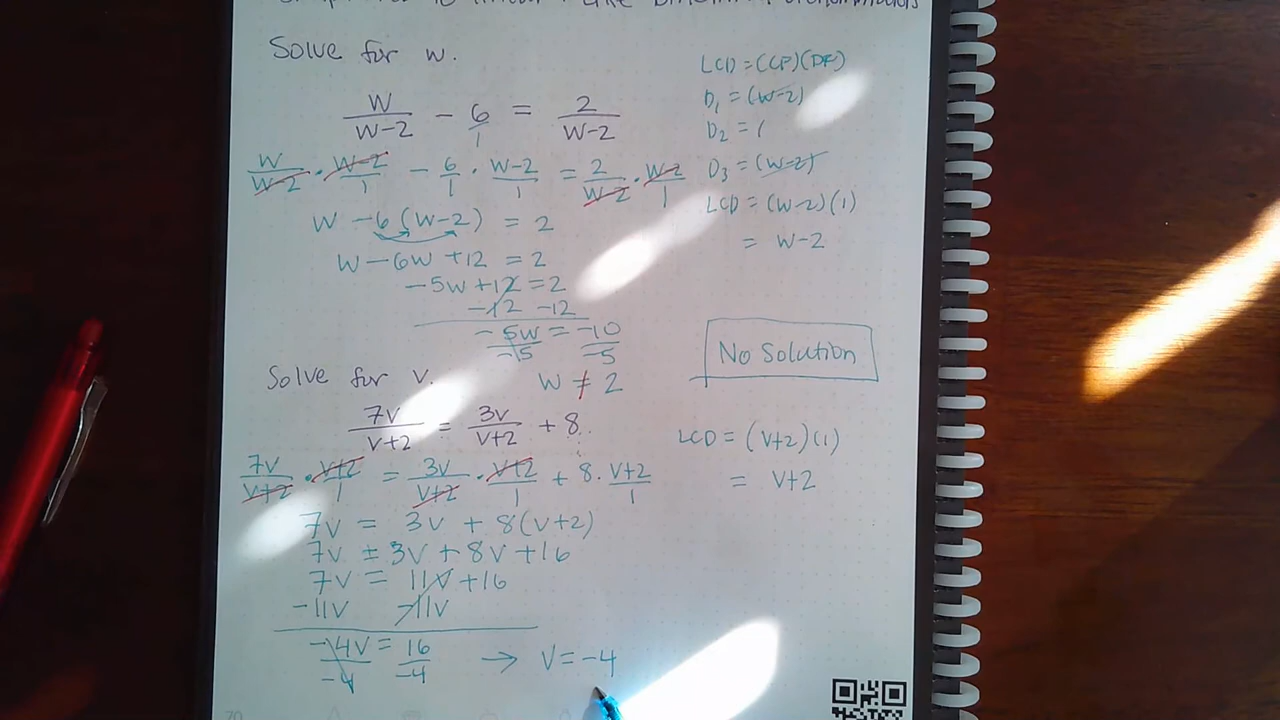 Solve for w.
W/(W-2) - 6/1 = 2/(W-2)
W/(W-2) · (W-2)/1 - 6/1 · (W-2)/1 = 2/(W-2) · (W-2)/1
W - 6(W-2) = 2
W - 6W + 12 = 2
-5W + 12 = 2
-12 -12
-5W/-5 = -10/-5
W ≠ 2
LCD = (CF)(DF)
D₁ = (W-2)
D₂ = 1
D₃ = (W-2)
LCD = (W-2)(1)
= W-2
No Solution
Solve for v.
7V/(V+2) = 3V/(V+2) + 8
7V/(V+2) · (V+2)/1 = 3V/(V+2) · (V+2)/1 + 8 · (V+2)/1
7V = 3V + 8(V+2)
7V = 3V + 8V + 16
7V = 11V + 16
-11V -11V
-4V/-4 = 16/-4 → V = -4
LCD = (V+2)(1)
= V+2